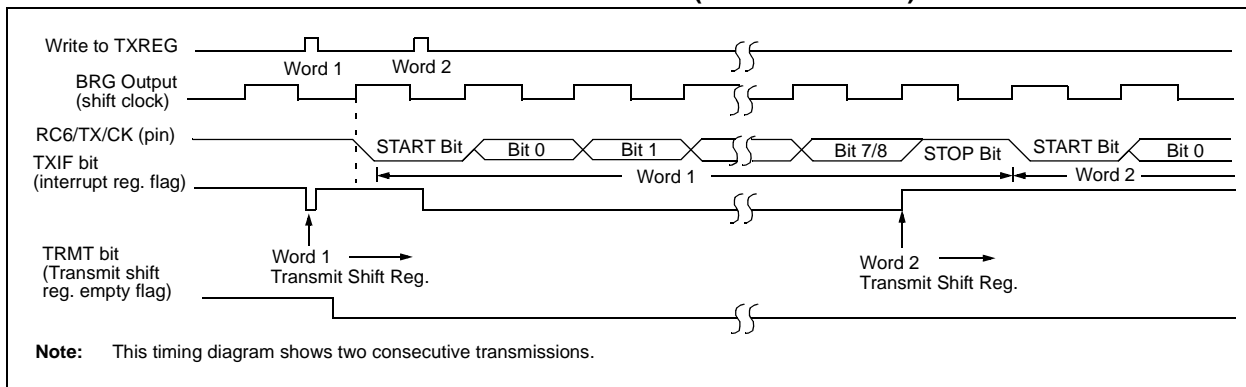 Write to TXREG
Word 1
Word 2
BRG Output
(shift clock)
RC6/TX/CK (pin)
START Bit
Bit 0
Bit 1
Bit 7/8
STOP Bit
START Bit
Bit 0
TXIF bit
(interrupt reg. flag)
Word 1
Word 2
TRMT bit
(Transmit shift
reg. empty flag)
Word 1
Transmit Shift Reg.
Word 2
Transmit Shift Reg.
Note: This timing diagram shows two consecutive transmissions.